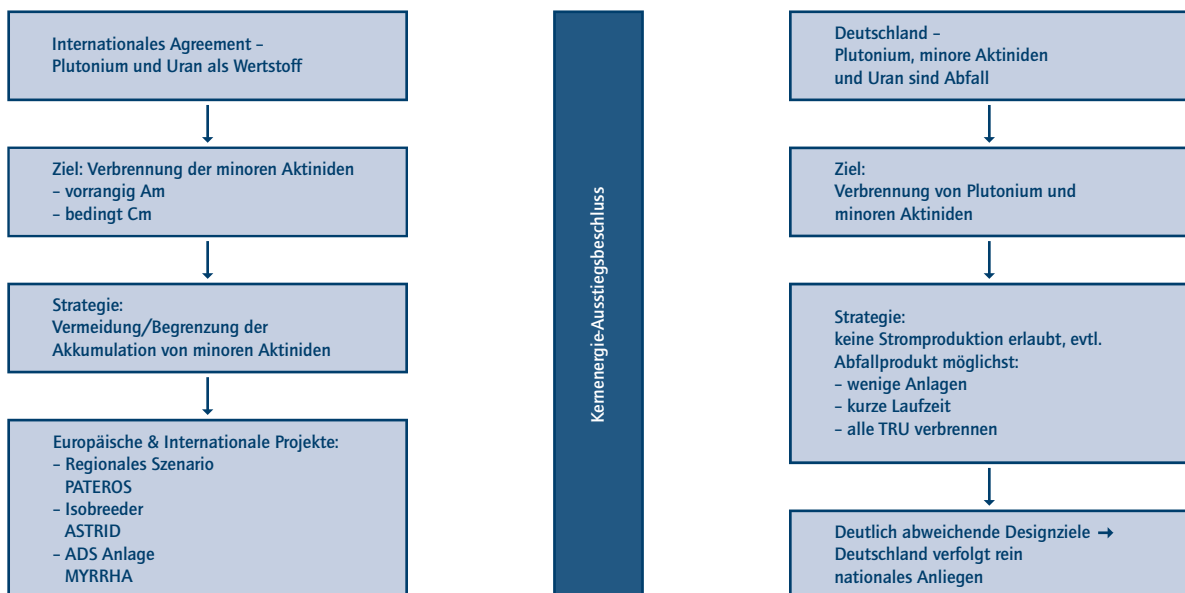 Internationales Agreement –
Plutonium und Uran als Wertstoff
Ziel: Verbrennung der minoren Aktiniden
– vorrangig Am
– bedingt Cm
Strategie:
Vermeidung/Begrenzung der
Akkumulation von minoren Aktiniden
Europäische & Internationale Projekte:
– Regionales Szenario
PATEROS
– Isobreeder
ASTRID
– ADS Anlage
MYRRHA
Kernenergie-Ausstiegsbeschluss
Deutschland –
Plutonium, minore Aktiniden
und Uran sind Abfall
Ziel:
Verbrennung von Plutonium und
minoren Aktiniden
Strategie:
keine Stromproduktion erlaubt, evtl.
Abfallprodukt möglichst:
– wenige Anlagen
– kurze Laufzeit
– alle TRU verbrennen
Deutlich abweichende Designziele →
Deutschland verfolgt rein
nationales Anliegen